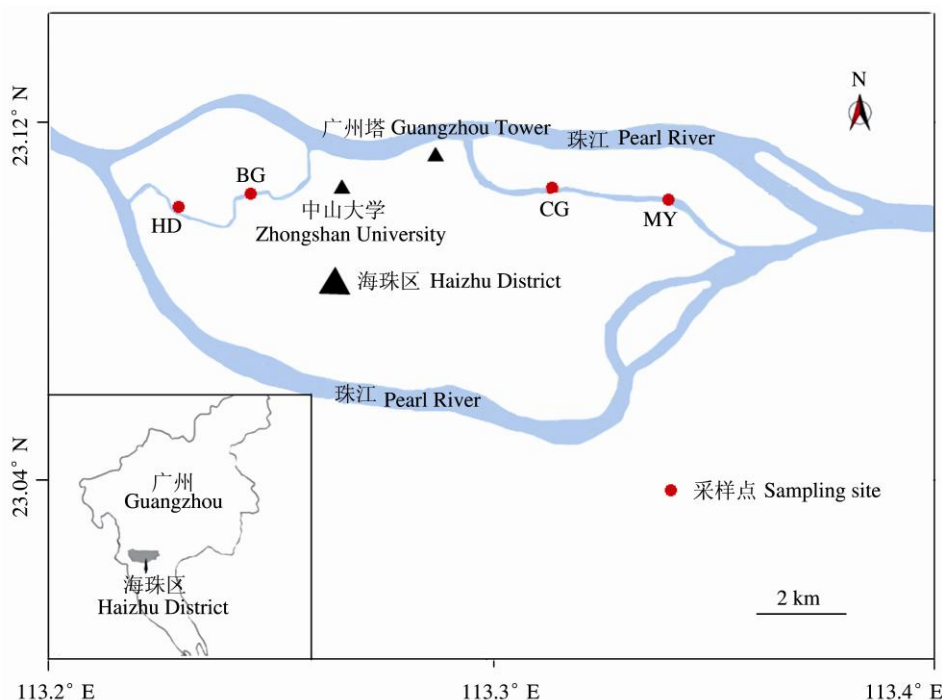 N
23.12° N
广州塔 Guangzhou Tower
珠江 Pearl River
BG
HD
中山大学
Zhongshan University
CG
MY
海珠区 Haizhu District
珠江 Pearl River
23.04° N
广州
Guangzhou
海珠区
Haizhu District
采样点 Sampling site
2 km
113.2° E
113.3° E
113.4° E